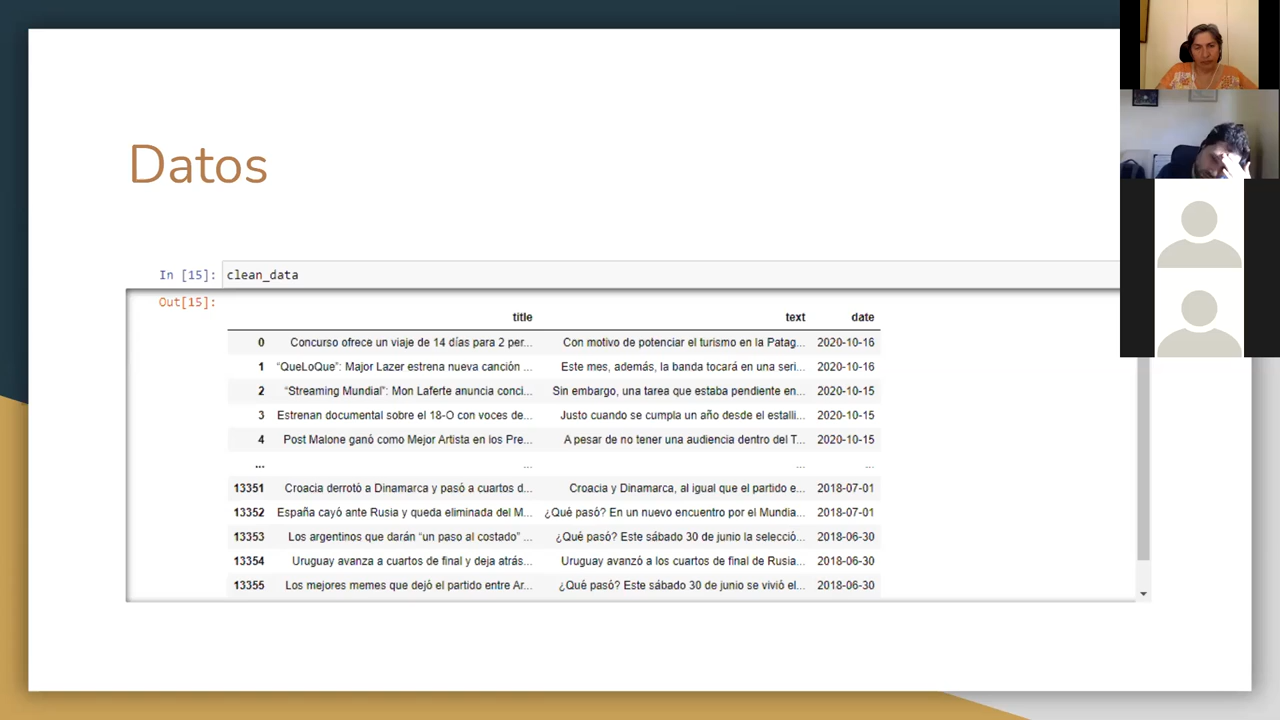 Datos
In [15]: clean_data
Out[15]:
title text date
0 Concurso ofrece un viaje de 14 días para 2 per... Con motivo de potenciar el turismo en la Patag... 2020-10-16
1 “QueLoQue”: Major Lazer estrena nueva canción ... Este mes, además, la banda tocará en una seri... 2020-10-16
2 “Streaming Mundial”: Mon Laferte anuncia conci... Sin embargo, una tarea que estaba pendiente en... 2020-10-15
3 Estrenan documental sobre el 18-O con voces de... Justo cuando se cumpla un año desde el estalli... 2020-10-15
4 Post Malone ganó como Mejor Artista en los Pre... A pesar de no tener una audiencia dentro del T... 2020-10-15
... ... ... ...
13351 Croacia derrotó a Dinamarca y pasó a cuartos d... Croacia y Dinamarca, al igual que el partido e... 2018-07-01
13352 España cayó ante Rusia y queda eliminada del M... ¿Qué pasó? En un nuevo encuentro por el Mundia... 2018-07-01
13353 Los argentinos que darán “un paso al costado” ... ¿Qué pasó? Este sábado 30 de junio la selecció... 2018-06-30
13354 Uruguay avanza a cuartos de final y deja atrás... Uruguay avanzó a los cuartos de final de Rusia... 2018-06-30
13355 Los mejores memes que dejó el partido entre Ar... ¿Qué pasó? Este sábado 30 de junio se vivió el... 2018-06-30